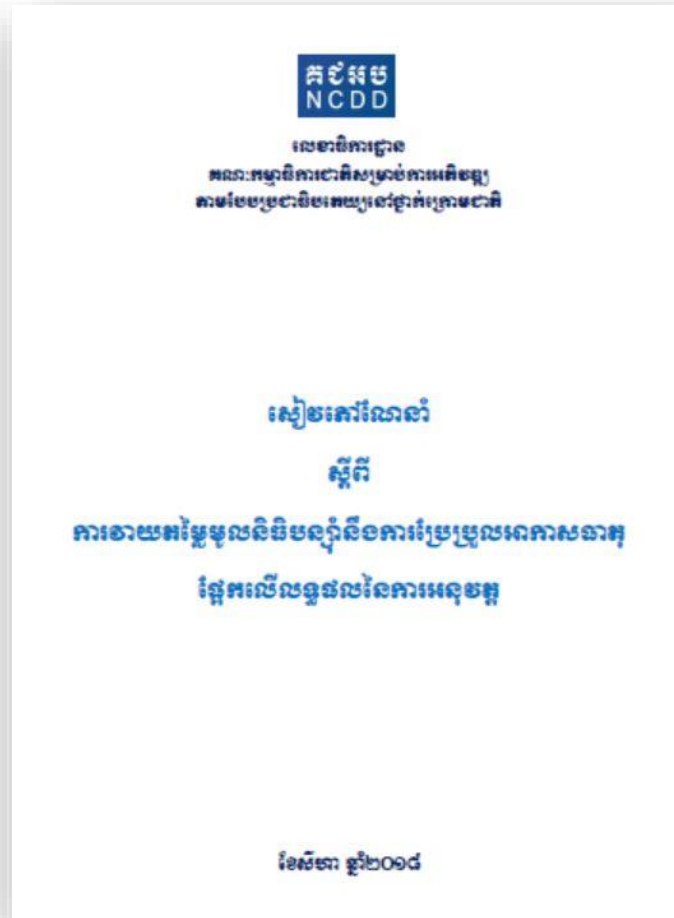 គជអប
NCDD
លេខាធិការដ្ឋាន
គណៈកម្មាធិការជាតិសម្រាប់ការអភិវឌ្ឍ
តាមបែបប្រជាធិបតេយ្យនៅថ្នាក់ក្រោមជាតិ
សៀវភៅណែនាំ
ស្តីពី
ការវាយតម្លៃមូលនិធិបន្ស៊ាំនឹងការប្រែប្រួលអាកាសធាតុ
ផ្អែកលើលទ្ធផលនៃការអនុវត្ត
ខែសីហា ឆ្នាំ២០១៨